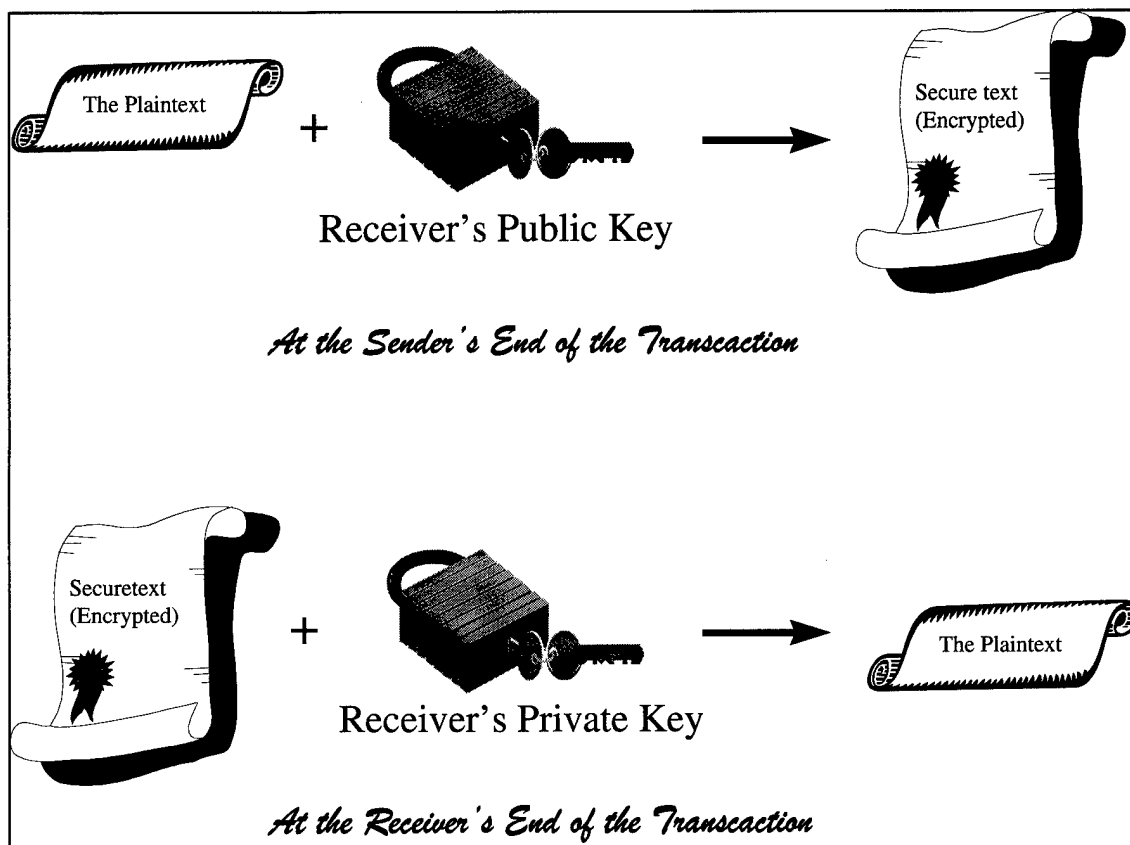 The Plaintext
+
Receiver's Public Key
Secure text
(Encrypted)
At the Sender's End of the Transcaction
Securetext
(Encrypted)
+
Receiver's Private Key
The Plaintext
At the Receiver's End of the Transcaction